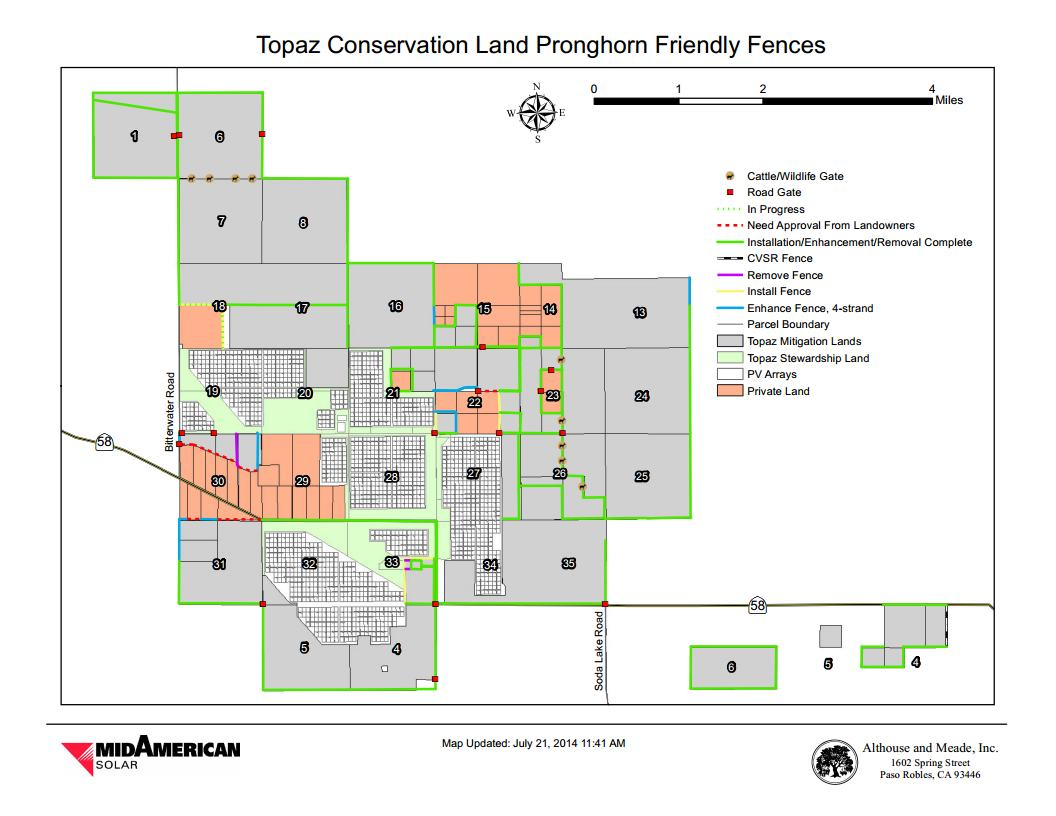 Topaz Conservation Land Pronghorn Friendly Fences
N
W E
S
0 1 2 4
Miles
Cattle/Wildlife Gate
Road Gate
In Progress
Need Approval From Landowners
Installation/Enhancement/Removal Complete
CVSR Fence
Remove Fence
Install Fence
Enhance Fence, 4-strand
Parcel Boundary
Topaz Mitigation Lands
Topaz Stewardship Land
PV Arrays
Private Land
1 6
7 8
18 17 16 15 14 13
19 20 21 22 23 24
Bitterwater Road
58
30 29 28 27 26 25
31 32 33 34 35
58
5 4
Soda Lake Road
6 5 4
MIDAMERICAN
SOLAR
Map Updated: July 21, 2014 11:41 AM
Althouse and Meade, Inc.
1602 Spring Street
Paso Robles, CA 93446